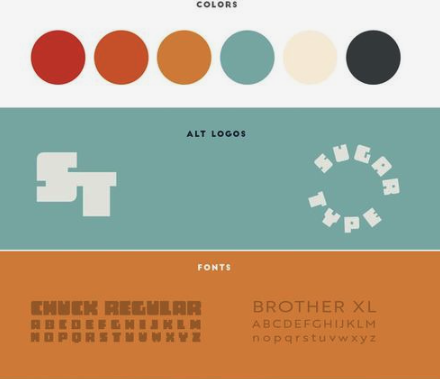 COLORS
ALT LOGOS
ST
SUGAR
TYPE
FONTS
CHUCK REGULAR
ABCDEFGHIJKLM
NOPQRSTUVWXYZ
BROTHER XL
ABCDEFGHIJKLM
nopqrstuvwxyz